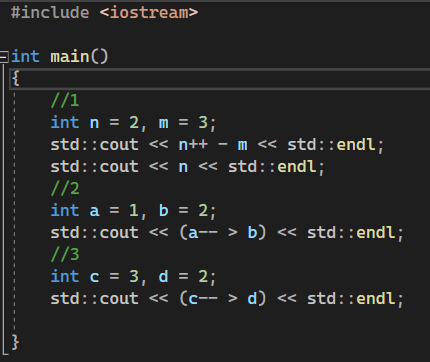 #include <iostream>
int main()
{
//1
int n = 2, m = 3;
std::cout << n++ - m << std::endl;
std::cout << n << std::endl;
//2
int a = 1, b = 2;
std::cout << (a-- > b) << std::endl;
//3
int c = 3, d = 2;
std::cout << (c-- > d) << std::endl;
}